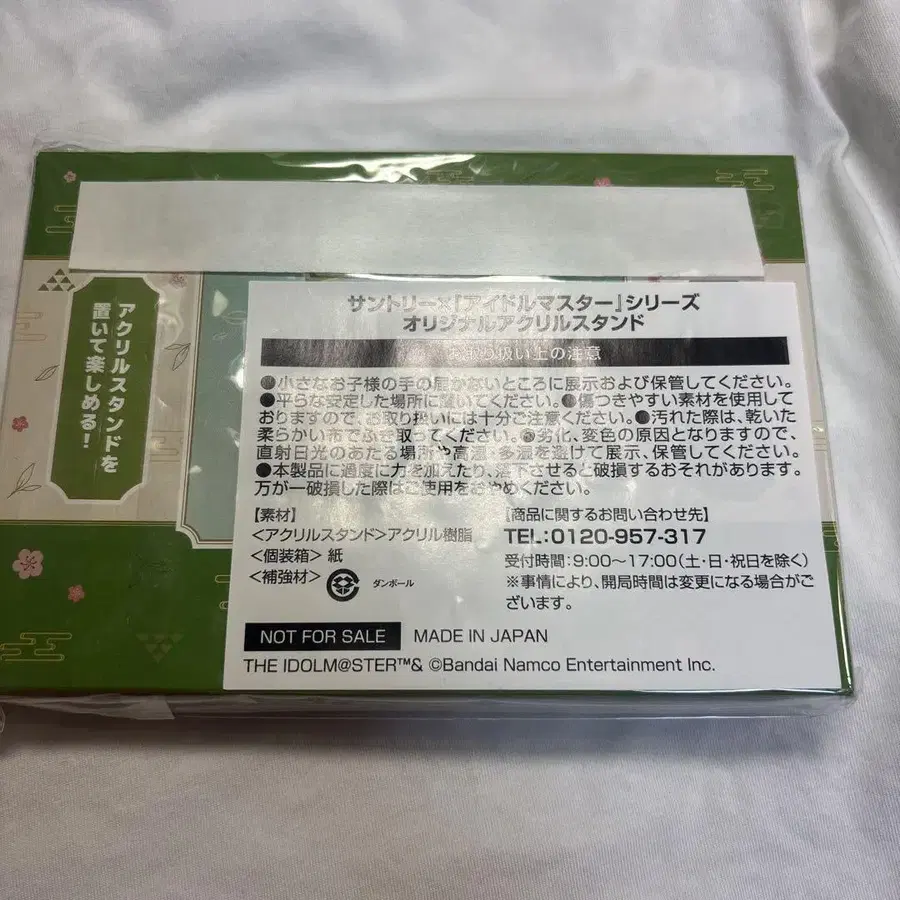 アクリルスタンドを
置いて楽しめる!
サントリー×『アイドルマスター』シリーズ
オリジナルアクリルスタンド
お取り扱い上の注意
●小さなお子様の手の届かないところに展示および保管してください。
●平らな安定した場所に置いてください。●傷つきやすい素材を使用して
おりますので、お取り扱いには十分ご注意ください。●汚れた際は、乾いた
柔らかい布でふき取ってください。●劣化、変色の原因となりますので、
直射日光のあたる場所や高温・多湿を避けて展示、保管してください。
●本製品に過度に力を加えたり、落下させると破損するおそれがあります。
万が一破損した際はご使用をおやめください。
【素材】
<アクリルスタンド>アクリル樹脂
<個装箱>紙
<補強材> ダンボール
【商品に関するお問い合わせ先】
TEL:0120-957-317
受付時間:9:00〜17:00(土・日・祝日を除く)
※事情により、開局時間は変更になる場合がご
ざいます。
NOT FOR SALE MADE IN JAPAN
THE IDOLM@STER™& ©Bandai Namco Entertainment Inc.